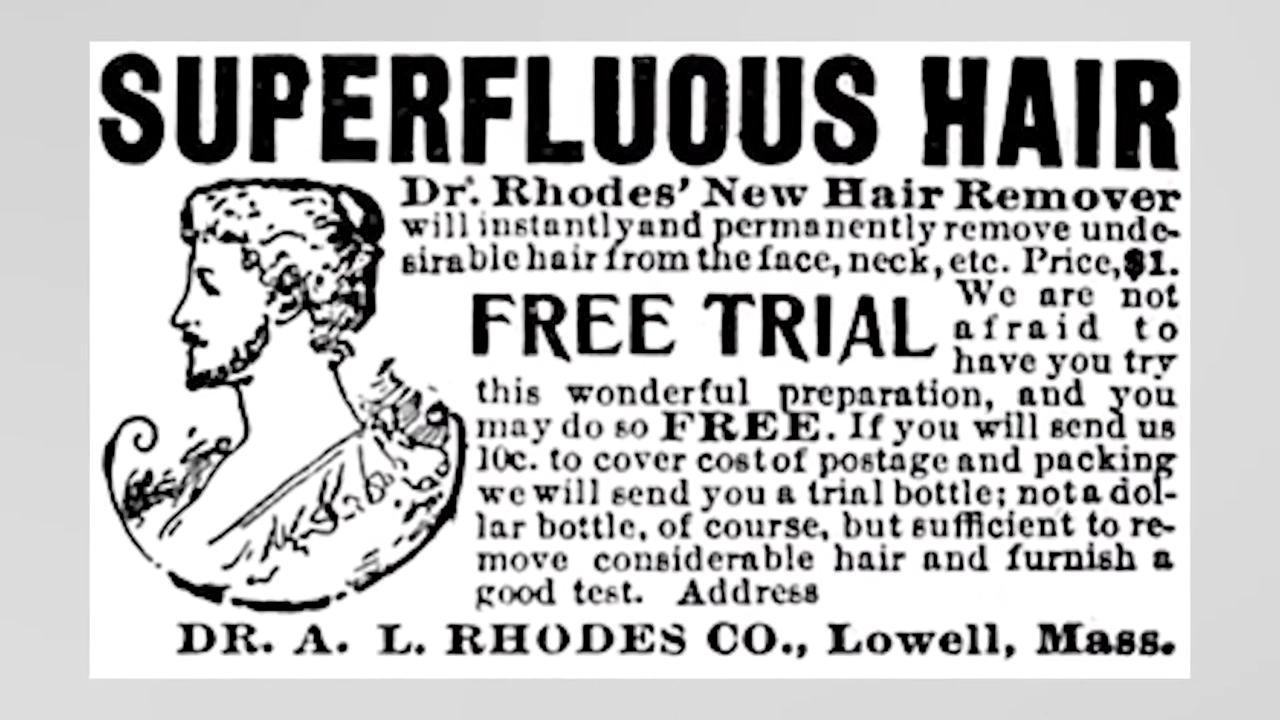 SUPERFLUOUS HAIR
Dr. Rhodes' New Hair Remover
will instantly and permanently remove unde-
sirable hair from the face, neck, etc. Price, $1.
FREE TRIAL
We are not
afraid to
have you try
this wonderful preparation, and you
may do so FREE. If you will send us
10c. to cover cost of postage and packing
we will send you a trial bottle; not a dol-
lar bottle, of course, but sufficient to re-
move considerable hair and furnish a
good test. Address
DR. A. L. RHODES CO., Lowell, Mass.